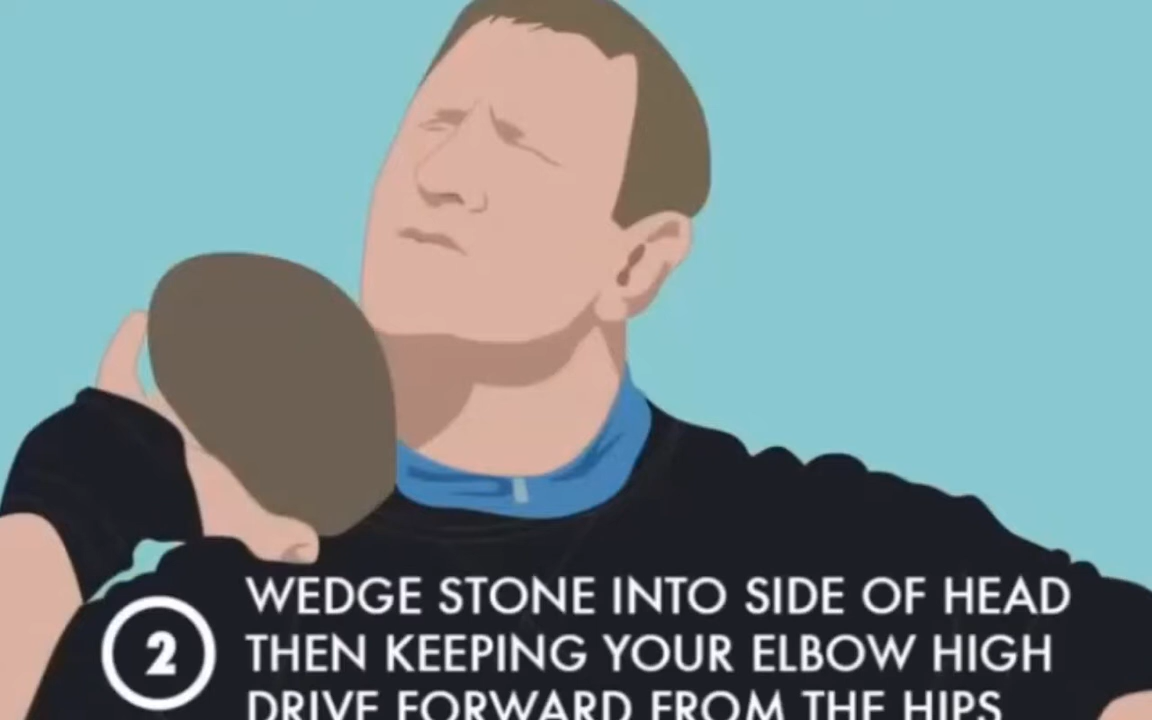 2
WEDGE STONE INTO SIDE OF HEAD
THEN KEEPING YOUR ELBOW HIGH
DRIVE FORWARD FROM THE HIPS